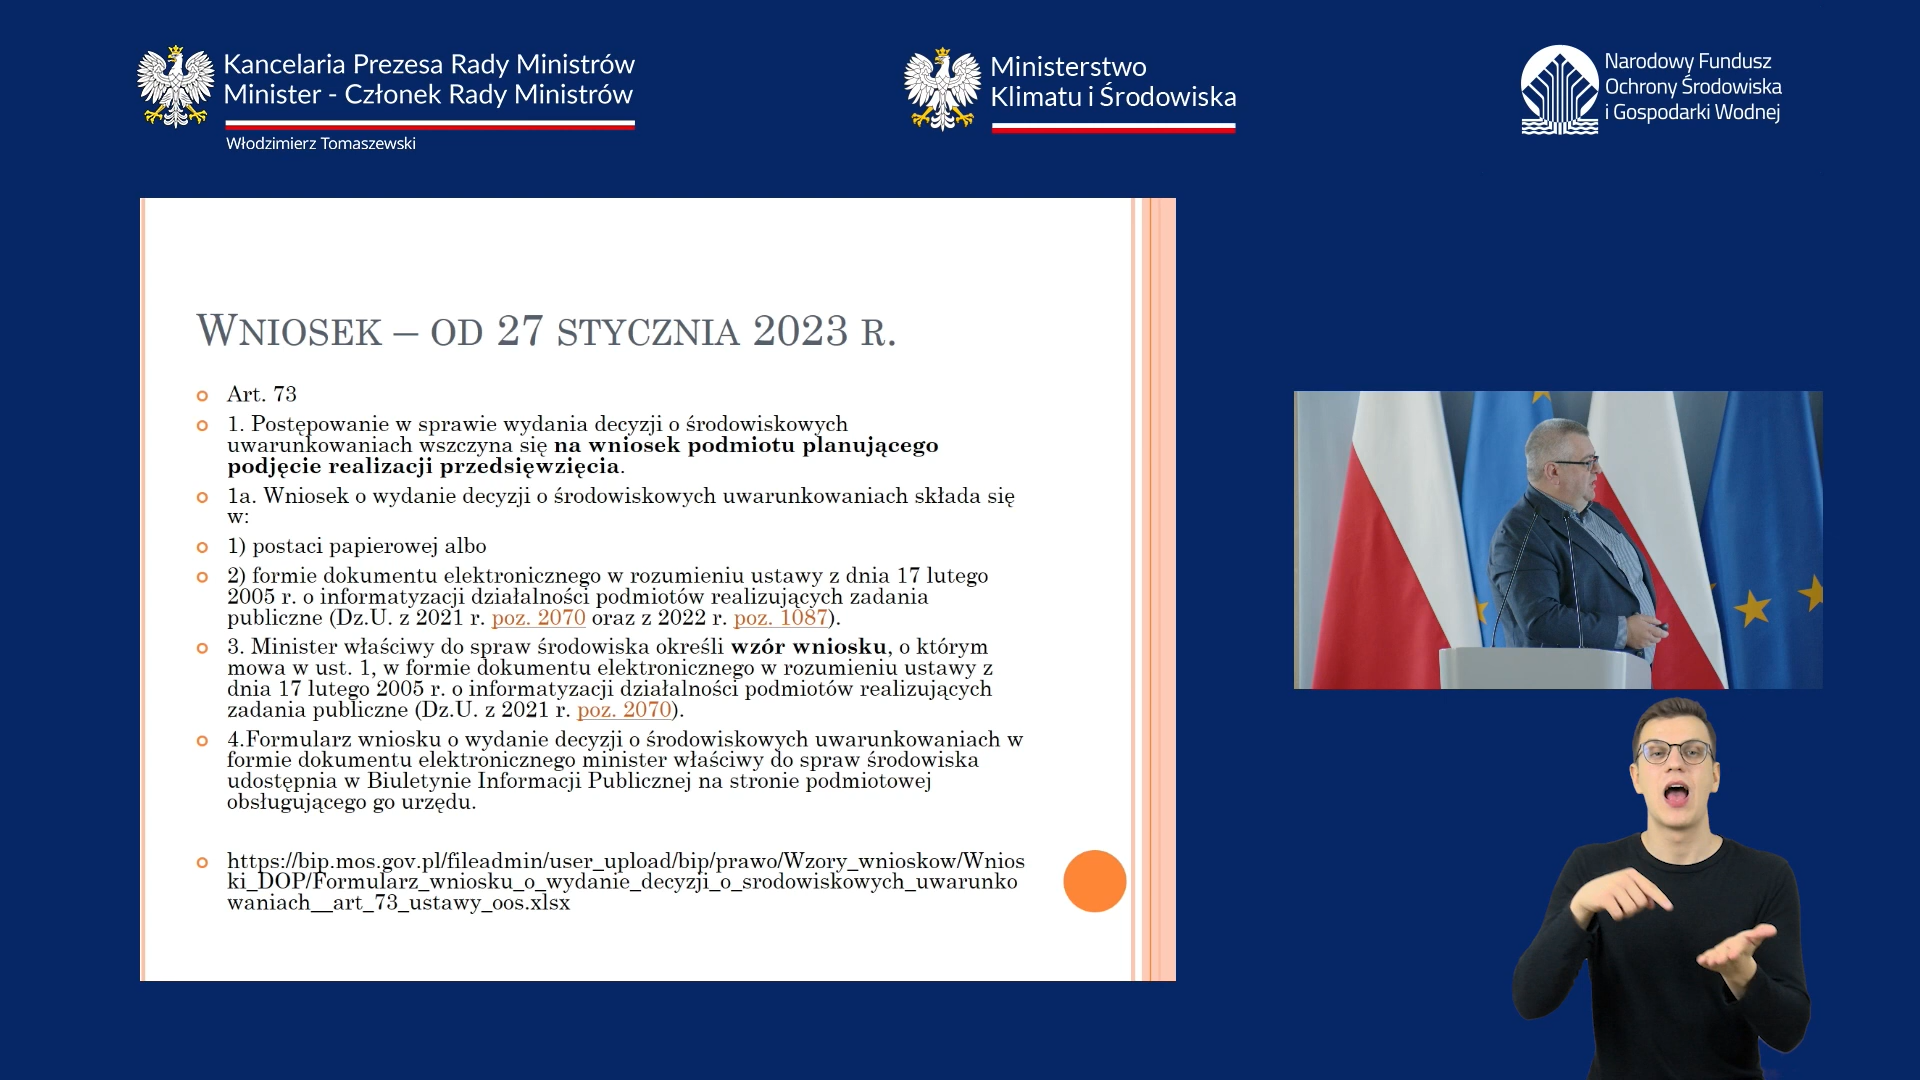 Kancelaria Prezesa Rady Ministrów
Minister - Członek Rady Ministrów
Włodzimierz Tomaszewski
Ministerstwo
Klimatu i Środowiska
Narodowy Fundusz
Ochrony Środowiska
i Gospodarki Wodnej
Wniosek – od 27 stycznia 2023 r.
Art. 73
1. Postępowanie w sprawie wydania decyzji o środowiskowych
uwarunkowaniach wszczyna się na wniosek podmiotu planującego
podjęcie realizacji przedsięwzięcia.
1a. Wniosek o wydanie decyzji o środowiskowych uwarunkowaniach składa się
w:
1) postaci papierowej albo
2) formie dokumentu elektronicznego w rozumieniu ustawy z dnia 17 lutego
2005 r. o informatyzacji działalności podmiotów realizujących zadania
publiczne (Dz.U. z 2021 r. poz. 2070 oraz z 2022 r. poz. 1087).
3. Minister właściwy do spraw środowiska określi wzór wniosku, o którym
mowa w ust. 1, w formie dokumentu elektronicznego w rozumieniu ustawy z
dnia 17 lutego 2005 r. o informatyzacji działalności podmiotów realizujących
zadania publiczne (Dz.U. z 2021 r. poz. 2070).
4.Formularz wniosku o wydanie decyzji o środowiskowych uwarunkowaniach w
formie dokumentu elektronicznego minister właściwy do spraw środowiska
udostępnia w Biuletynie Informacji Publicznej na stronie podmiotowej
obsługującego go urzędu.
https://bip.mos.gov.pl/fileadmin/user_upload/bip/prawo/Wzory_wnioskow/Wnios
ki_DOP/Formularz_wniosku_o_wydanie_decyzji_o_srodowiskowych_uwarunko
waniach__art_73_ustawy_oos.xlsx